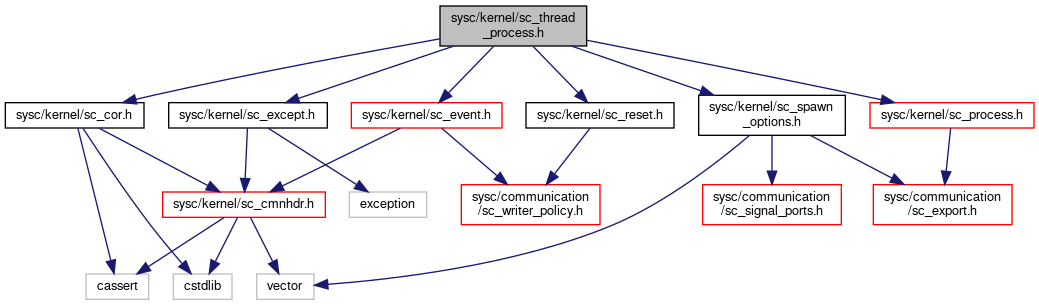 sysc/kernel/sc_thread
_process.h
sysc/kernel/sc_cor.h
sysc/kernel/sc_except.h
sysc/kernel/sc_event.h
sysc/kernel/sc_reset.h
sysc/kernel/sc_spawn
_options.h
sysc/kernel/sc_process.h
sysc/kernel/sc_cmnhdr.h
exception
sysc/communication
/sc_writer_policy.h
sysc/communication
/sc_signal_ports.h
sysc/communication
/sc_export.h
cassert
cstdlib
vector